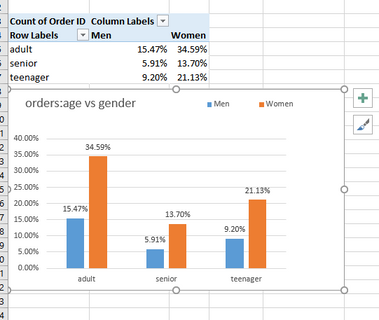 Count of Order ID Column Labels
Row Labels Men Women
adult 15.47% 34.59%
senior 5.91% 13.70%
teenager 9.20% 21.13%
orders:age vs gender
Men Women
40.00%
35.00%
30.00%
25.00%
20.00%
15.00%
10.00%
5.00%
0.00%
15.47%
34.59%
5.91%
13.70%
9.20%
21.13%
adult senior teenager